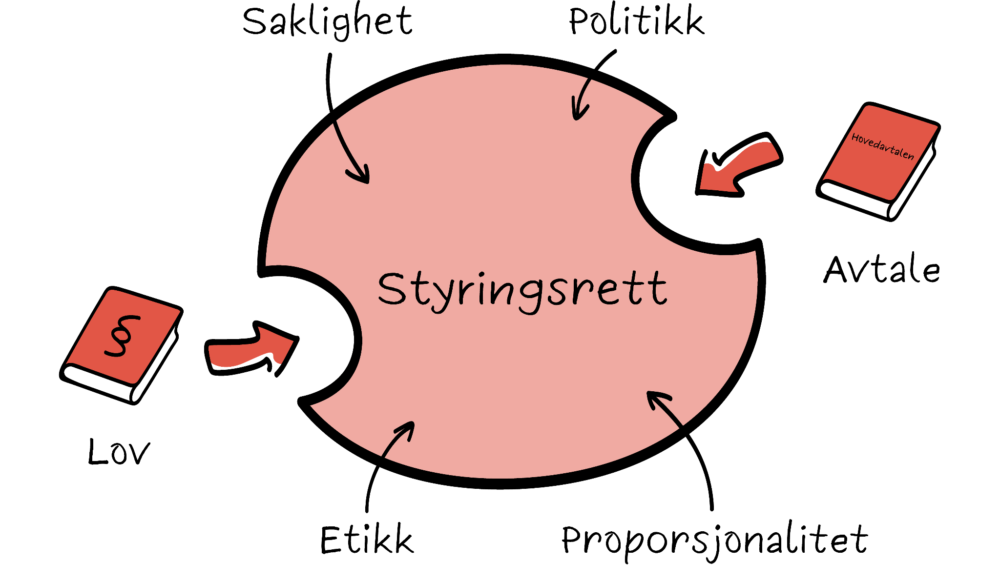 Saklighet
Politikk
Hovedavtalen
Avtale
Styringsrett
§
Lov
Etikk
Proporsjonalitet